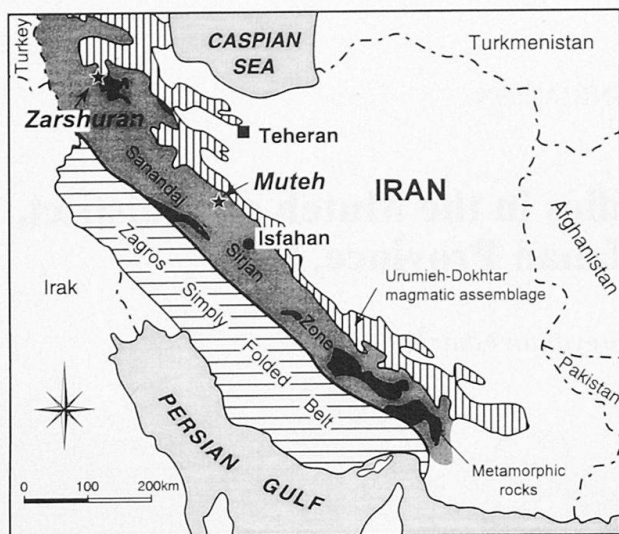 Turkey
CASPIAN
SEA
Turkmenistan
Zarshuran
Teheran
Sanandaj
Muteh
IRAN
Isfahan
Sirjan
Zone
Afghanistan
Irak
Zagros Simply Folded Belt
Urumieh-Dokhtar
magmatic assemblage
Pakistan
PERSIAN GULF
Metamorphic
rocks
0 100 200km